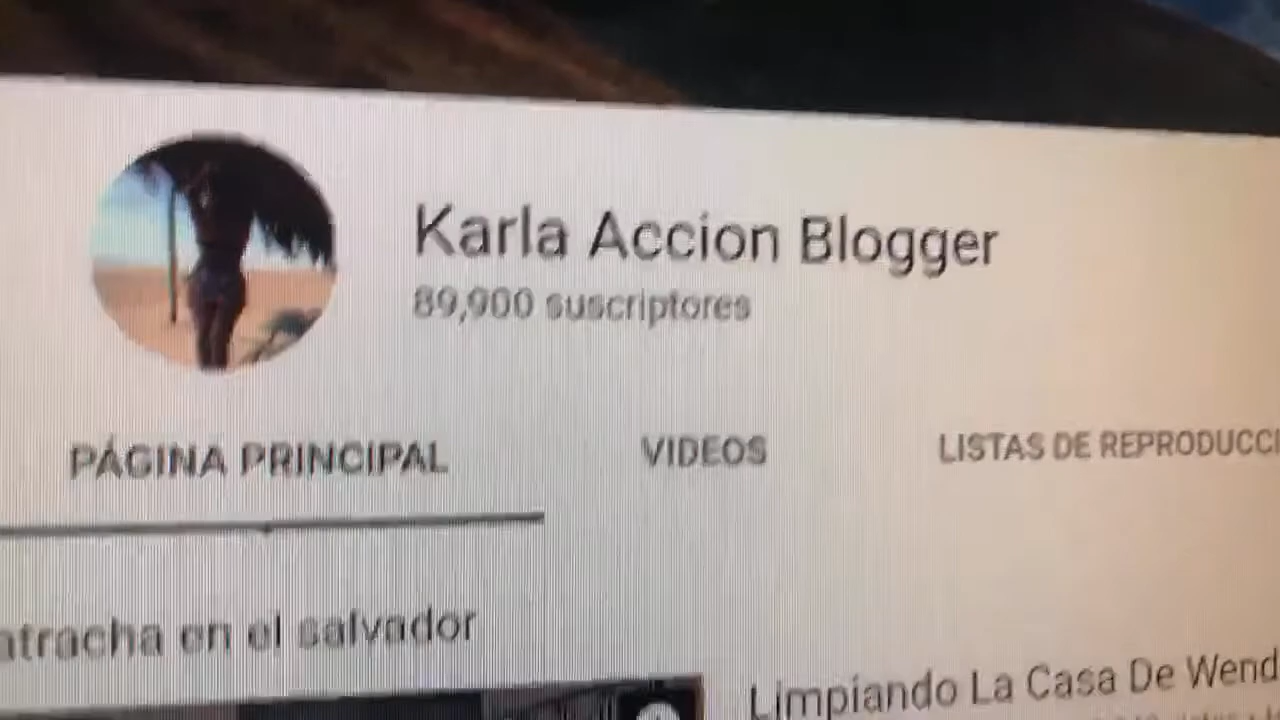 Karla Accion Blogger
89,900 suscriptores
PÁGINA PRINCIPAL VIDEOS LISTAS DE REPRODUCCI
atracha en el salvador
Limpiando La Casa De Wend